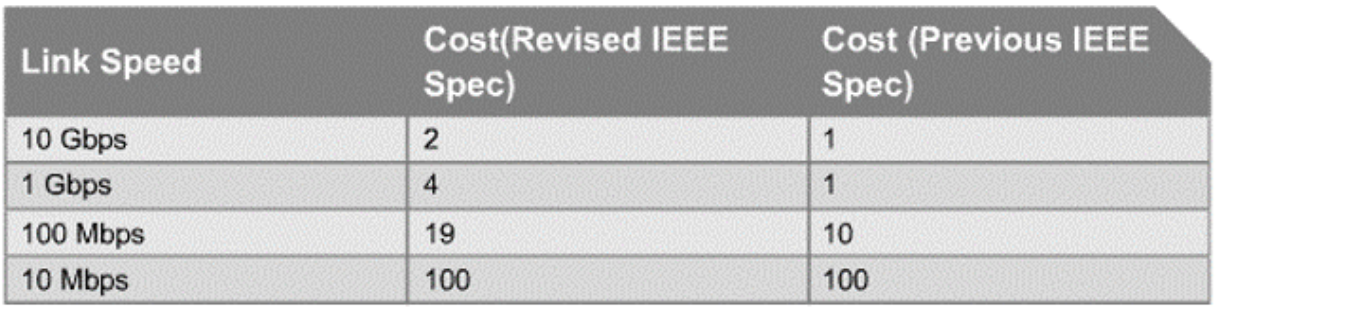 Link Speed
Cost(Revised IEEE
Spec)
Cost (Previous IEEE
Spec)
10 Gbps 2 1
1 Gbps 4 1
100 Mbps 19 10
10 Mbps 100 100